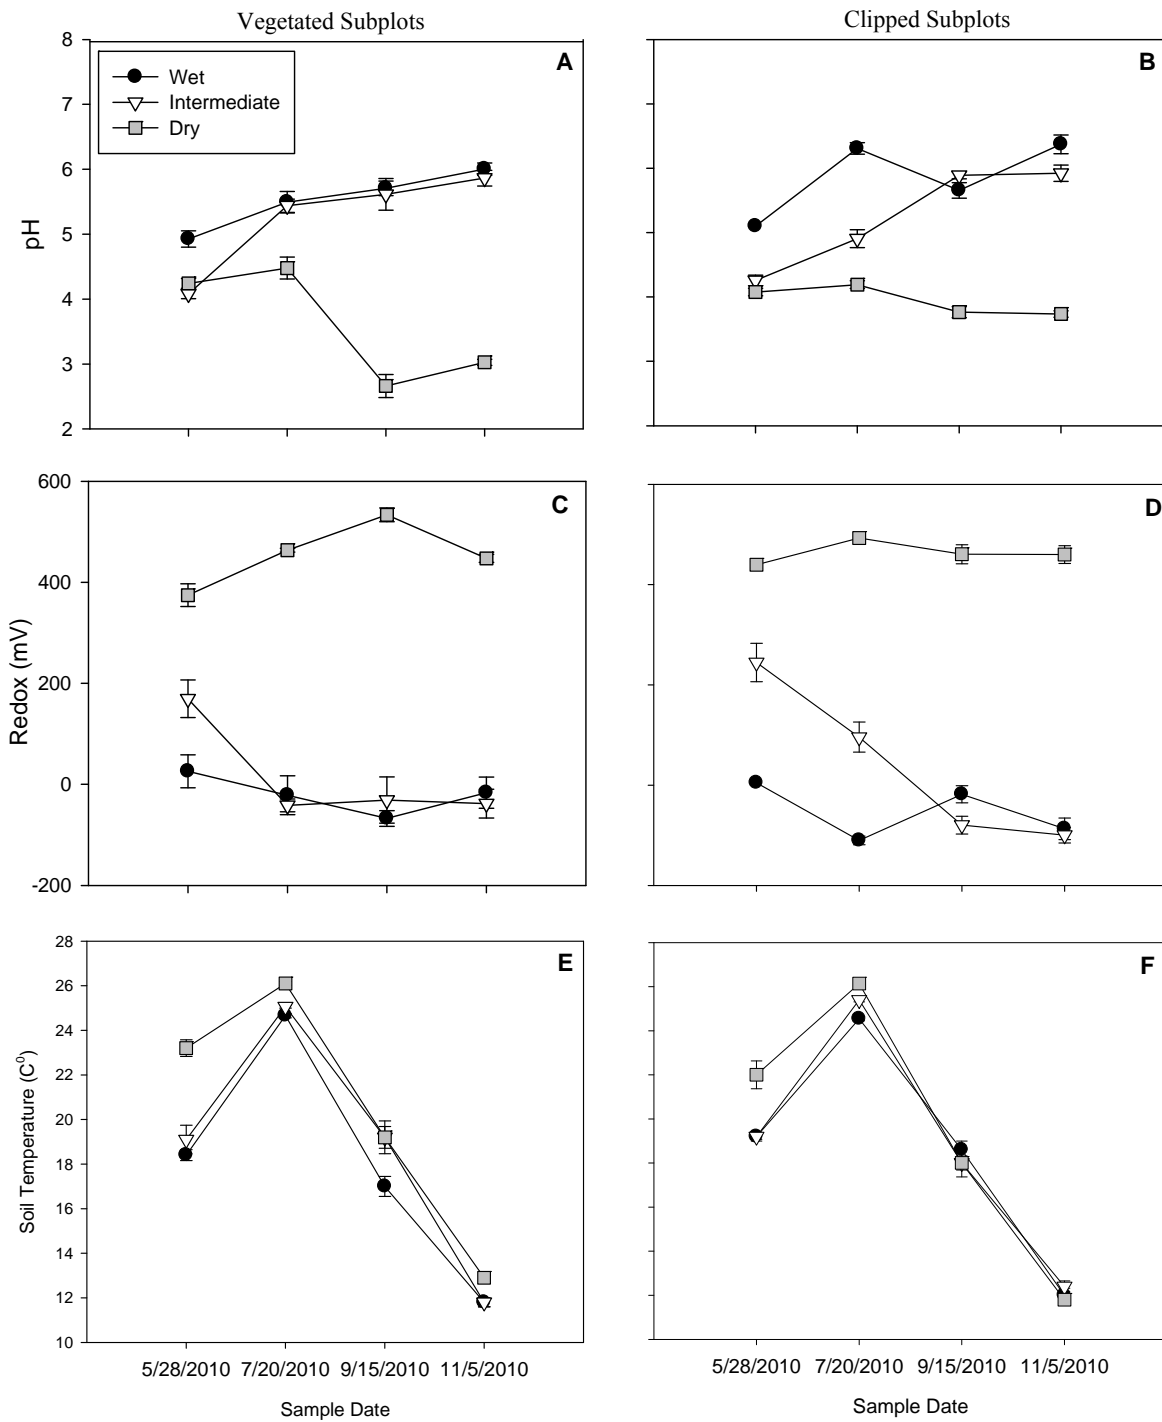 Vegetated Subplots
Clipped Subplots
8
7
6
5
4
3
2
pH
A
Wet
Intermediate
Dry
B
600
400
200
0
-200
Redox (mV)
C
D
28
26
24
22
20
18
16
14
12
10
Soil Temperature (C⁰)
E
F
5/28/2010 7/20/2010 9/15/2010 11/5/2010
Sample Date
5/28/2010 7/20/2010 9/15/2010 11/5/2010
Sample Date